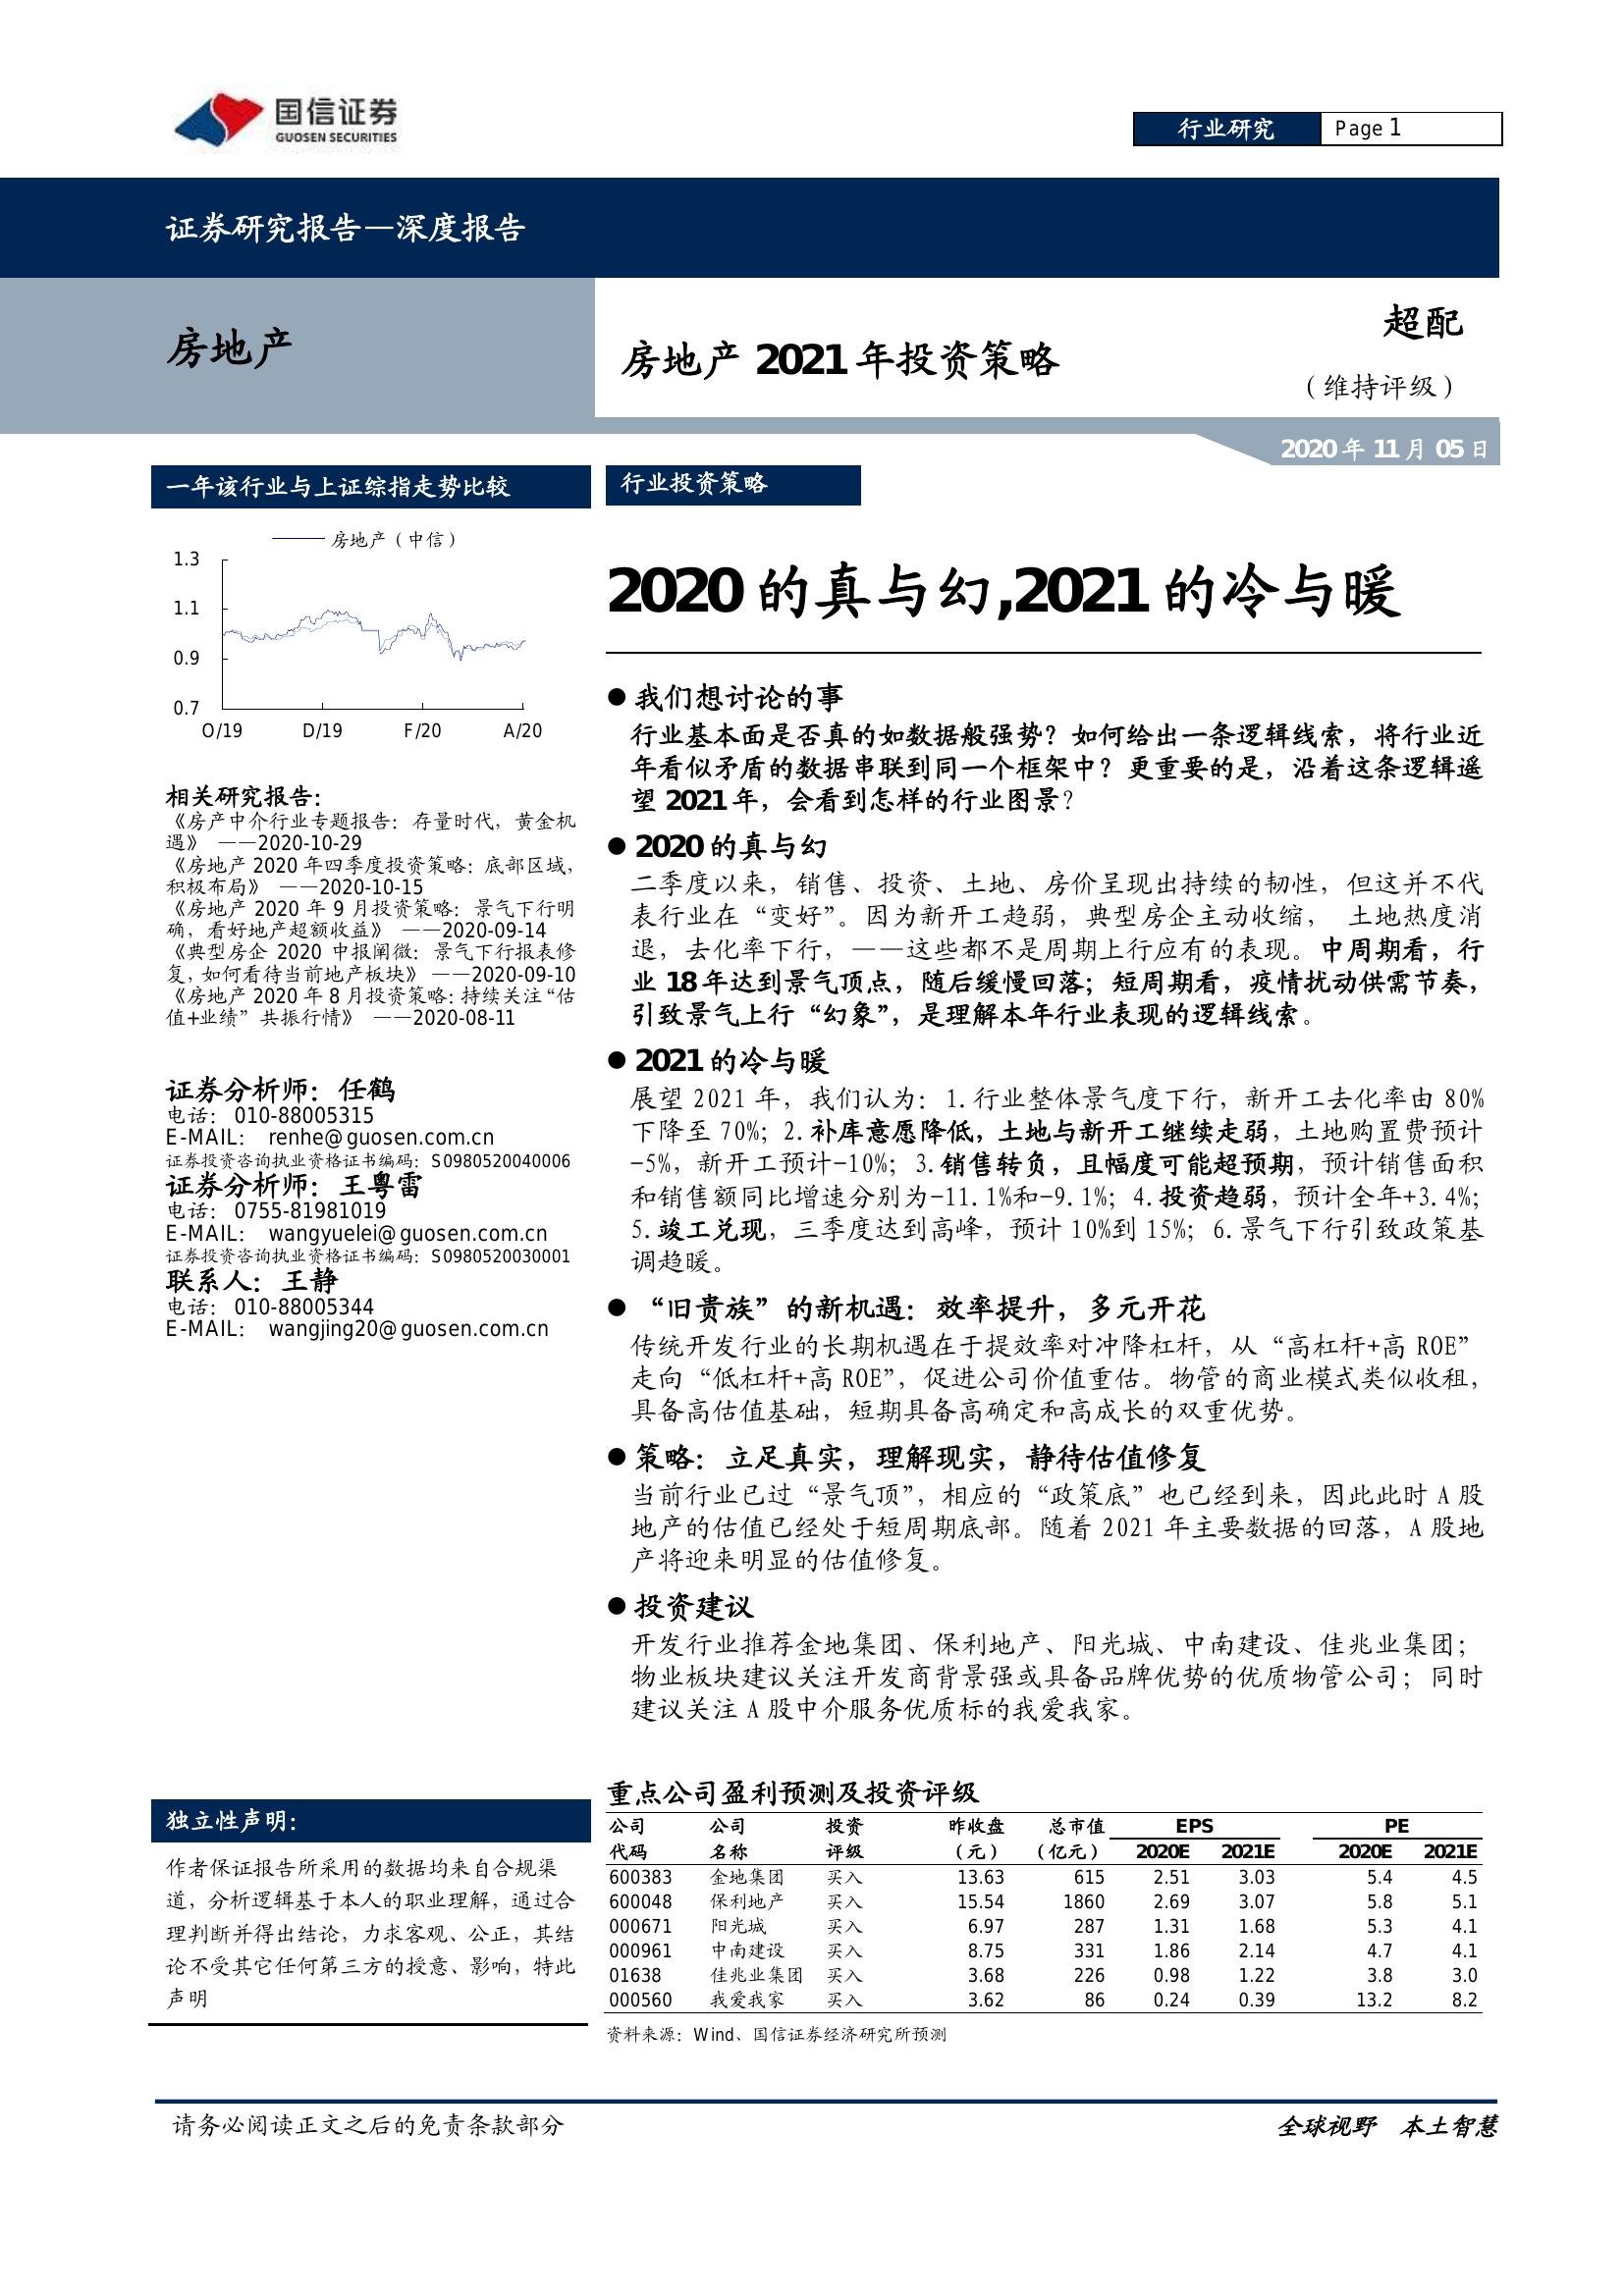 国信证券
GUOSEN SECURITIES
行业研究
Page 1
证券研究报告—深度报告
房地产
房地产 2021 年投资策略
超配
（维持评级）
2020 年 11 月 05 日
一年该行业与上证综指走势比较
房地产（中信）
1.3
1.1
0.9
0.7
O/19 D/19 F/20 A/20
相关研究报告：
《房产中介行业专题报告：存量时代，黄金机
遇》 ——2020-10-29
《房地产 2020 年四季度投资策略：底部区域，
积极布局》 ——2020-10-15
《房地产 2020 年 9 月投资策略：景气下行明
确，看好地产超额收益》 ——2020-09-14
《典型房企 2020 中报阐微：景气下行报表修
复，如何看待当前地产板块》 ——2020-09-10
《房地产 2020 年 8 月投资策略：持续关注“估
值+业绩”共振行情》 ——2020-08-11
证券分析师：任鹤
电话： 010-88005315
E-MAIL： renhe@guosen.com.cn
证券投资咨询执业资格证书编码：S0980520040006
证券分析师：王粤雷
电话： 0755-81981019
E-MAIL： wangyuelei@guosen.com.cn
证券投资咨询执业资格证书编码：S0980520030001
联系人：王静
电话： 010-88005344
E-MAIL： wangjing20@guosen.com.cn
独立性声明：
作者保证报告所采用的数据均来自合规渠
道，分析逻辑基于本人的职业理解，通过合
理判断并得出结论，力求客观、公正，其结
论不受其它任何第三方的授意、影响，特此
声明
行业投资策略
2020 的真与幻,2021 的冷与暖
● 我们想讨论的事
行业基本面是否真的如数据般强势？如何给出一条逻辑线索，将行业近
年看似矛盾的数据串联到同一个框架中？更重要的是，沿着这条逻辑遥
望 2021 年，会看到怎样的行业图景？
● 2020 的真与幻
二季度以来，销售、投资、土地、房价呈现出持续的韧性，但这并不代
表行业在“变好”。因为新开工趋弱，典型房企主动收缩， 土地热度消
退，去化率下行，——这些都不是周期上行应有的表现。中周期看，行
业 18 年达到景气顶点，随后缓慢回落；短周期看，疫情扰动供需节奏，
引致景气上行“幻象”，是理解本年行业表现的逻辑线索。
● 2021 的冷与暖
展望 2021 年，我们认为：1.行业整体景气度下行，新开工去化率由 80%
下降至 70%；2.补库意愿降低，土地与新开工继续走弱，土地购置费预计
-5%，新开工预计-10%；3.销售转负，且幅度可能超预期，预计销售面积
和销售额同比增速分别为-11.1%和-9.1%；4.投资趋弱，预计全年+3.4%；
5.竣工兑现，三季度达到高峰，预计 10%到 15%；6.景气下行引致政策基
调趋暖。
● “旧贵族”的新机遇：效率提升，多元开花
传统开发行业的长期机遇在于提效率对冲降杠杆，从“高杠杆+高 ROE”
走向“低杠杆+高 ROE”，促进公司价值重估。物管的商业模式类似收租，
具备高估值基础，短期具备高确定和高成长的双重优势。
● 策略：立足真实，理解现实，静待估值修复
当前行业已过“景气顶”，相应的“政策底”也已经到来，因此此时 A 股
地产的估值已经处于短周期底部。随着 2021 年主要数据的回落，A 股地
产将迎来明显的估值修复。
● 投资建议
开发行业推荐金地集团、保利地产、阳光城、中南建设、佳兆业集团；
物业板块建议关注开发商背景强或具备品牌优势的优质物管公司；同时
建议关注 A 股中介服务优质标的我爱我家。
重点公司盈利预测及投资评级
公司 公司 投资 昨收盘 总市值 EPS PE
代码 名称 评级 （元） （亿元） 2020E 2021E 2020E 2021E
600383 金地集团 买入 13.63 615 2.51 3.03 5.4 4.5
600048 保利地产 买入 15.54 1860 2.69 3.07 5.8 5.1
000671 阳光城 买入 6.97 287 1.31 1.68 5.3 4.1
000961 中南建设 买入 8.75 331 1.86 2.14 4.7 4.1
01638 佳兆业集团 买入 3.68 226 0.98 1.22 3.8 3.0
000560 我爱我家 买入 3.62 86 0.24 0.39 13.2 8.2
资料来源：Wind、国信证券经济研究所预测
请务必阅读正文之后的免责条款部分
全球视野 本土智慧